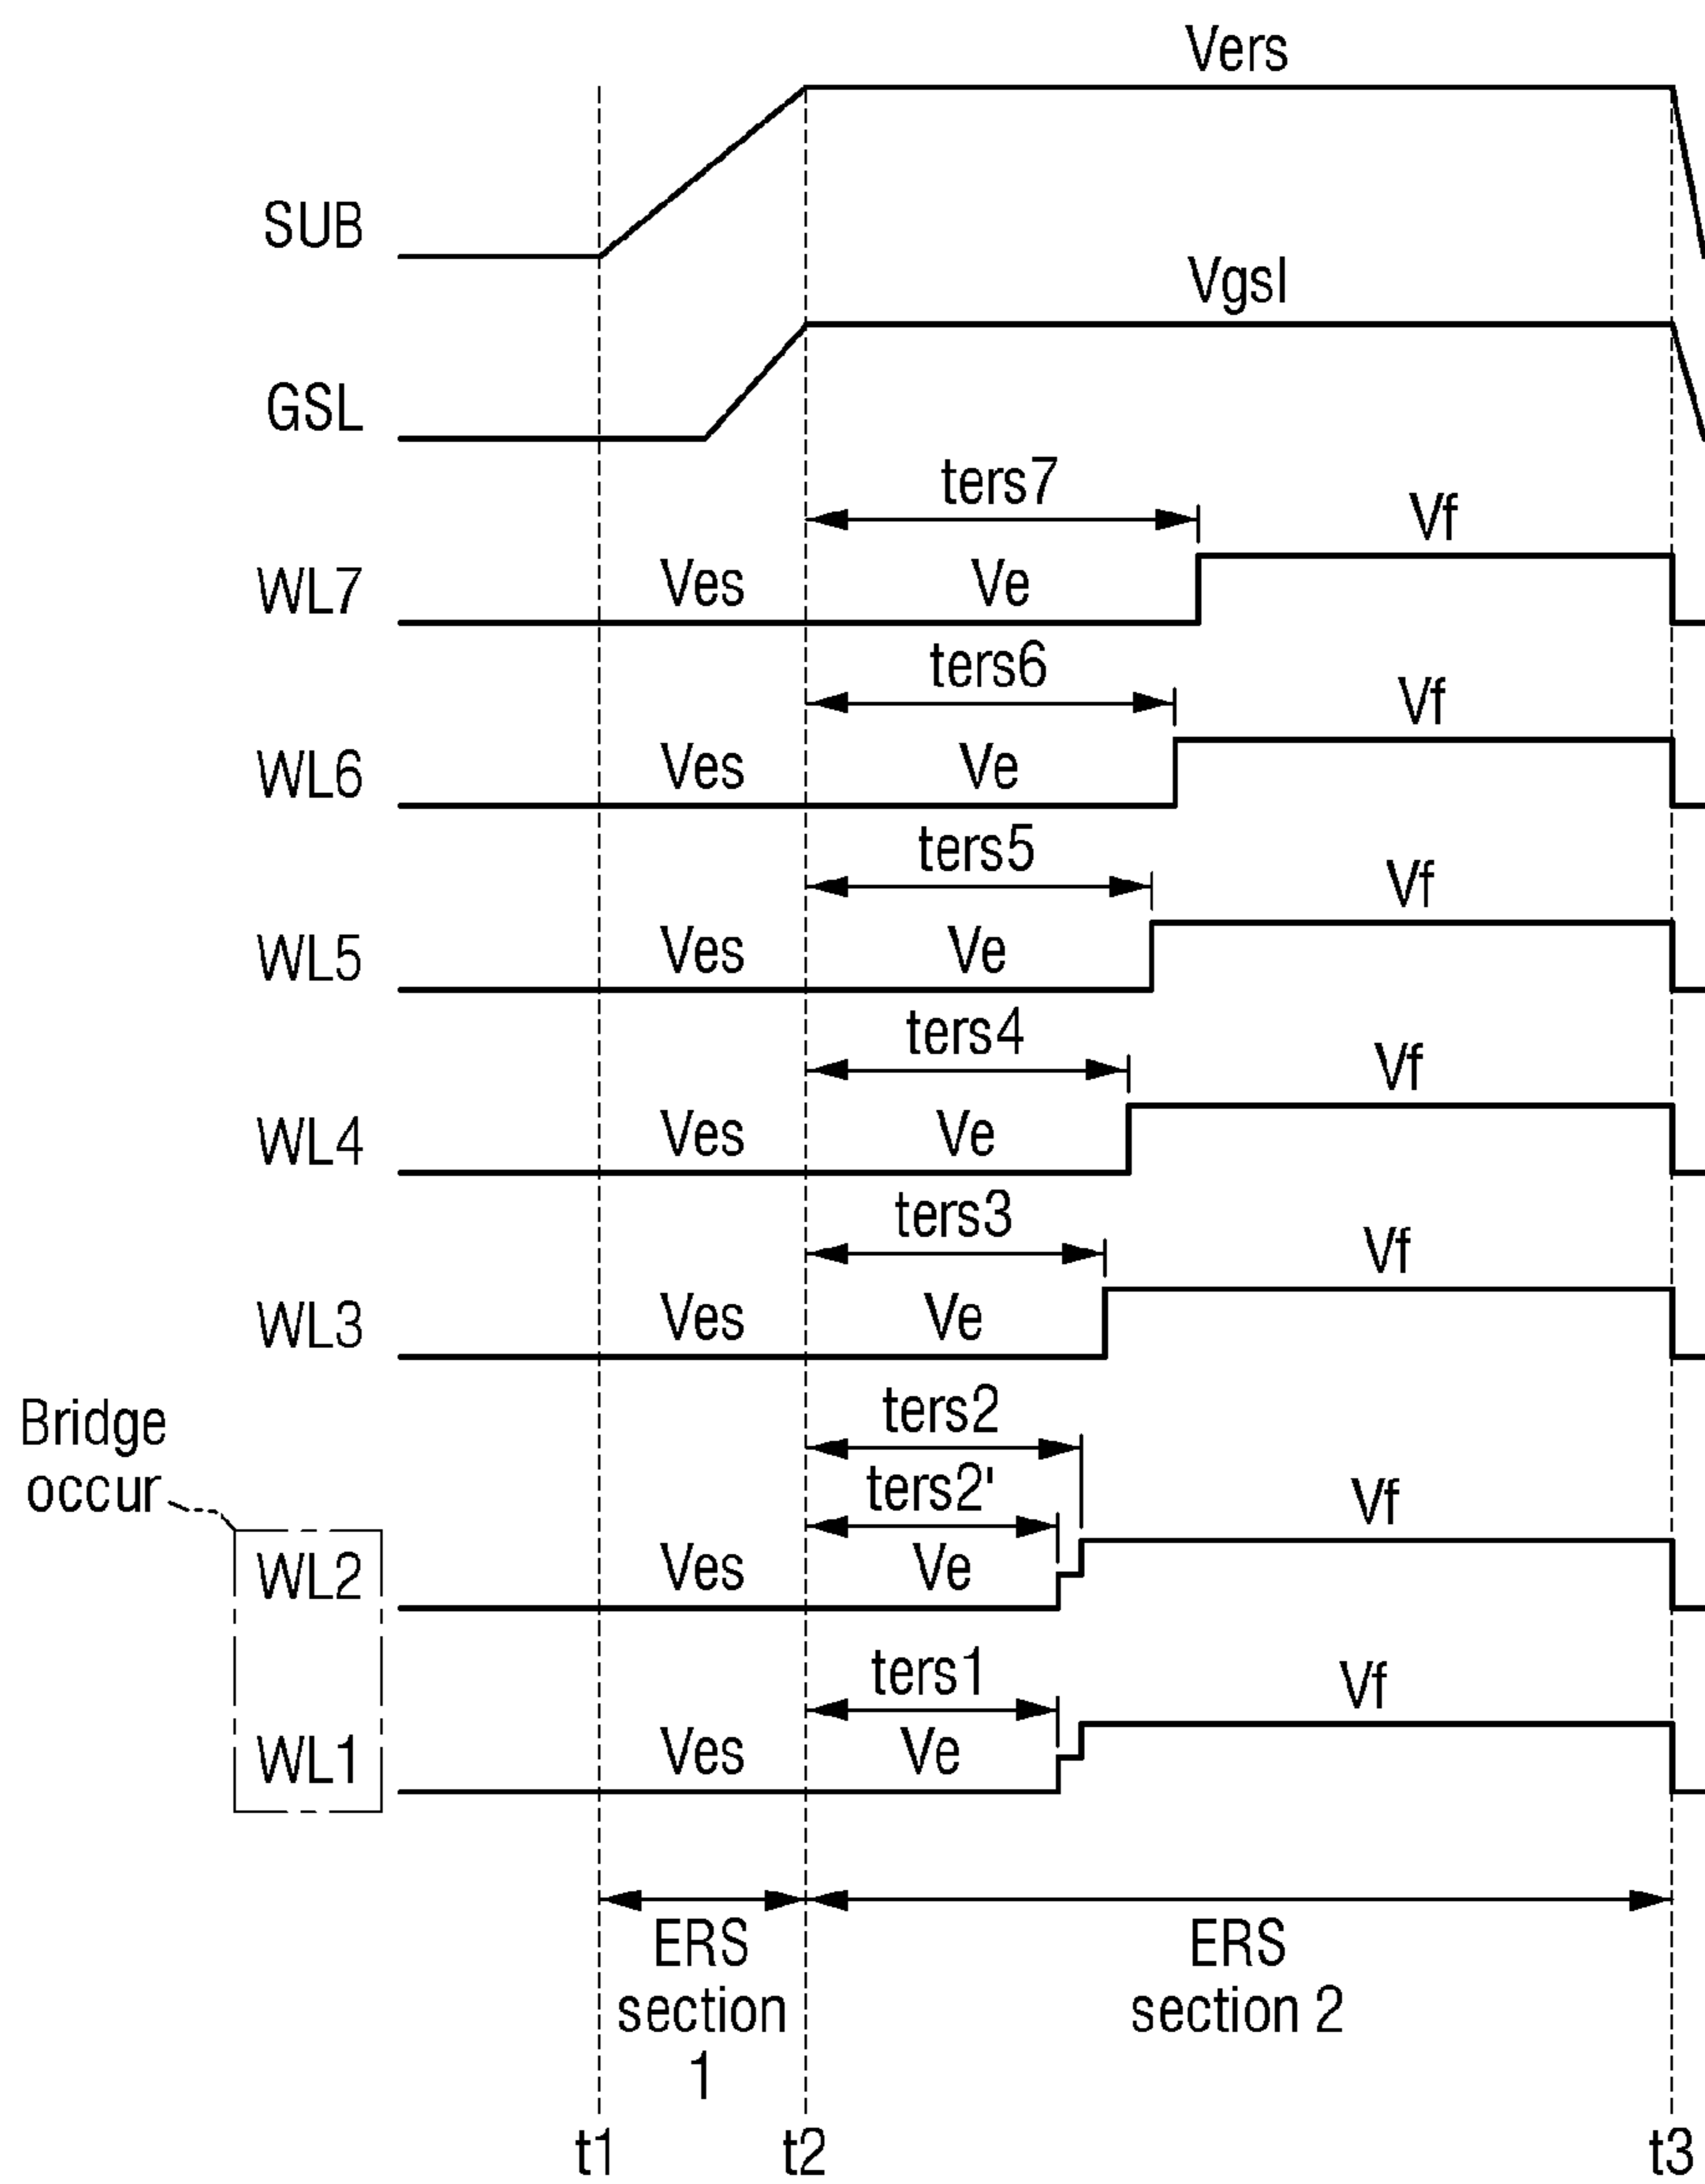 Vers
SUB
Vgsl
GSL
ters7
Vf
WL7 Ves Ve
ters6
Vf
WL6 Ves Ve
ters5
Vf
WL5 Ves Ve
ters4
Vf
WL4 Ves Ve
ters3
Vf
WL3 Ves Ve
Bridge
occur
ters2
ters2'
Vf
WL2 Ves Ve
ters1
Vf
WL1 Ves Ve
ERS
section
1
ERS
section 2
t1 t2 t3